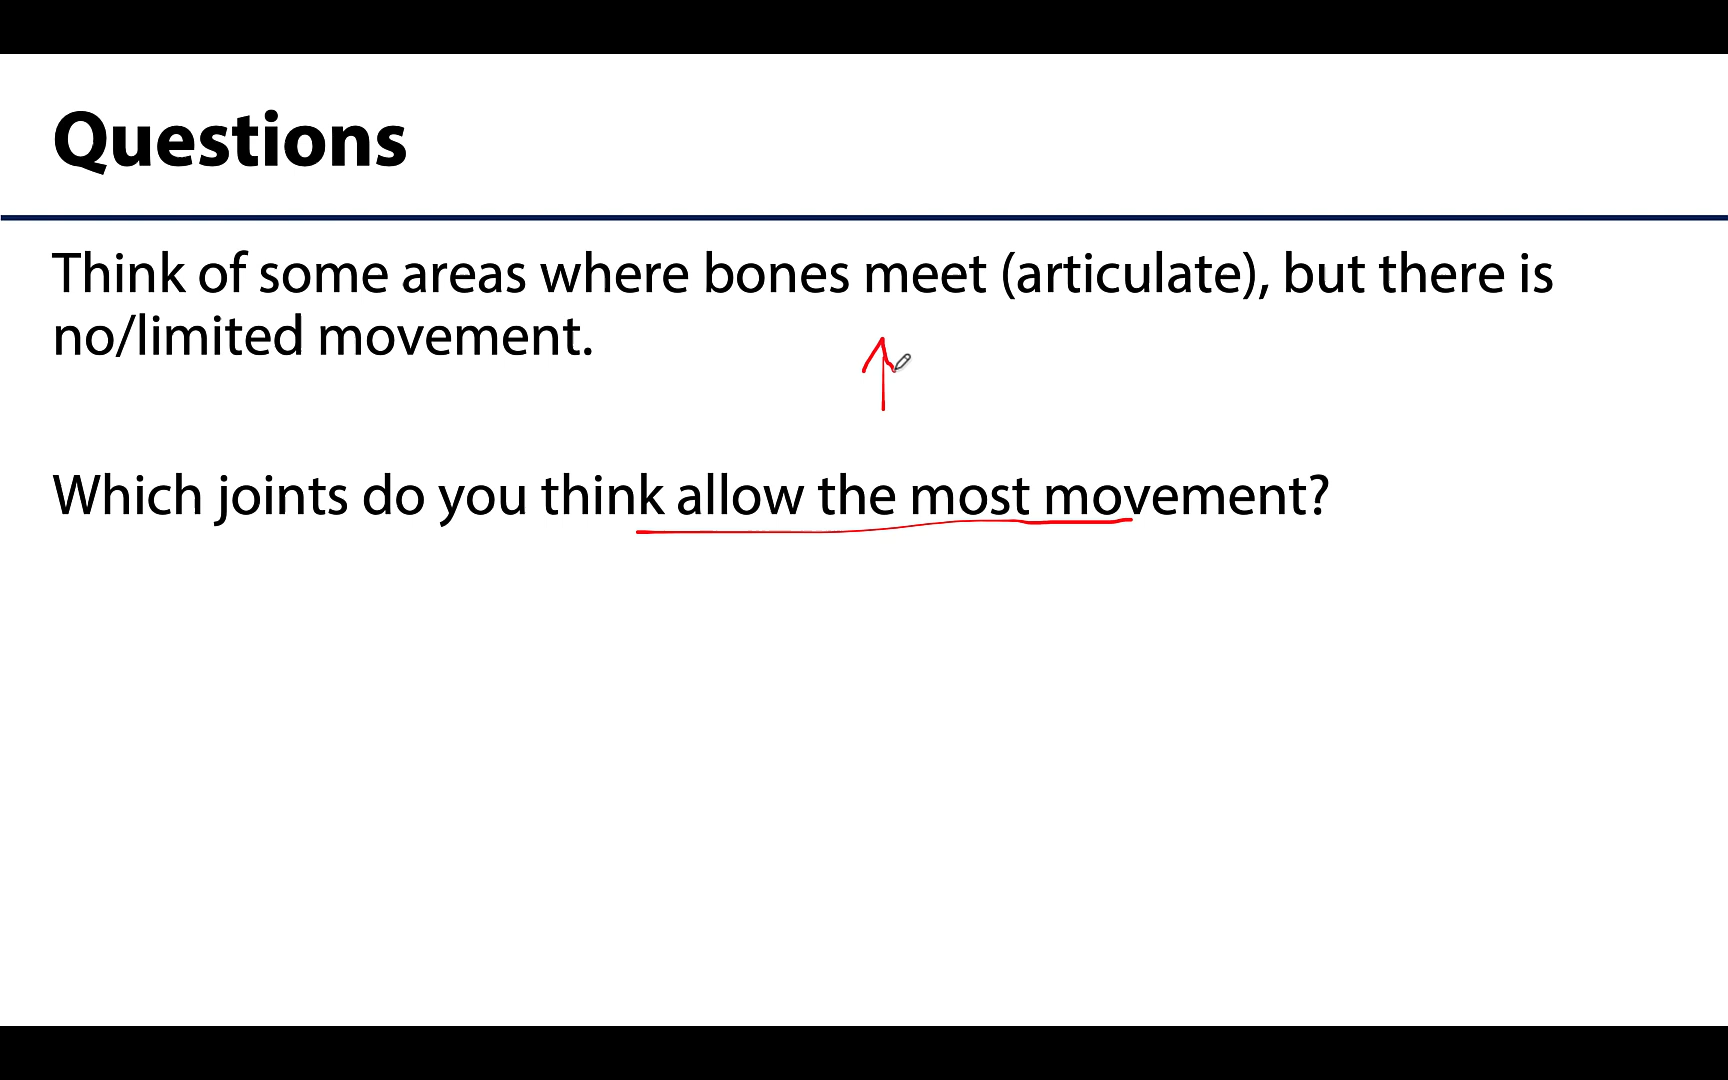 Questions
Think of some areas where bones meet (articulate), but there is
no/limited movement.
Which joints do you think allow the most movement?